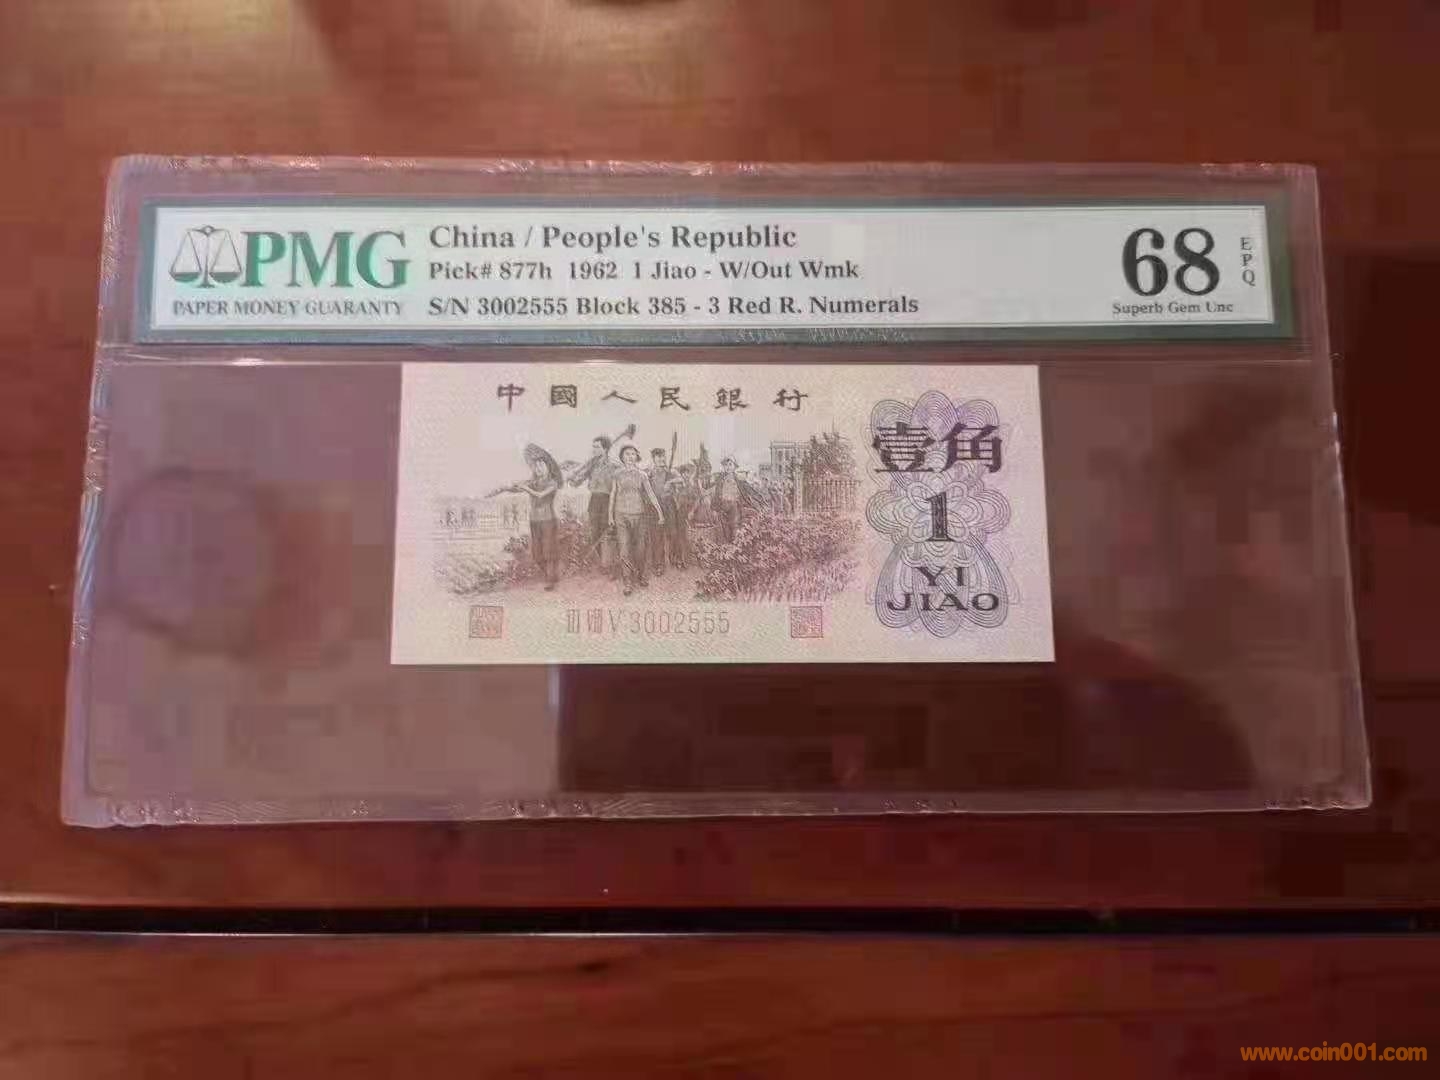 PMG
PAPER MONEY GUARANTY
China / People's Republic
Pick# 877h 1962 1 Jiao - W/Out Wmk
S/N 3002555 Block 385 - 3 Red R. Numerals
68
EPQ
Superb Gem Unc
中國人民銀行
壹角
1
YI
JIAO
III VIII V 3002555
www.coin001.com